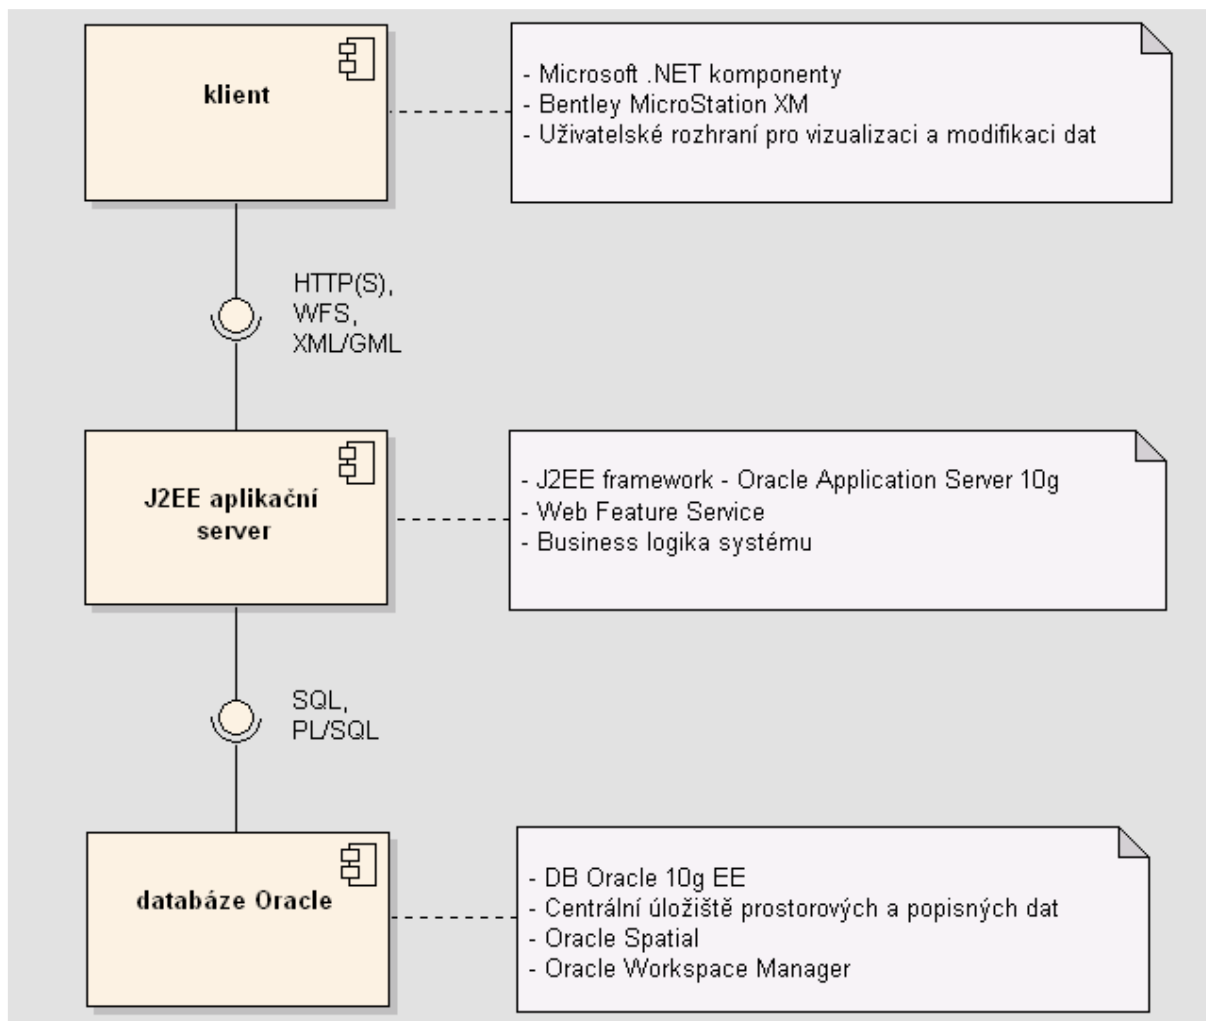 klient
- Microsoft .NET komponenty
- Bentley MicroStation XM
- Uživatelské rozhraní pro vizualizaci a modifikaci dat
HTTP(S),
WFS,
XML/GML
J2EE aplikační
server
- J2EE framework - Oracle Application Server 10g
- Web Feature Service
- Business logika systému
SQL,
PL/SQL
databáze Oracle
- DB Oracle 10g EE
- Centrální úložiště prostorových a popisných dat
- Oracle Spatial
- Oracle Workspace Manager